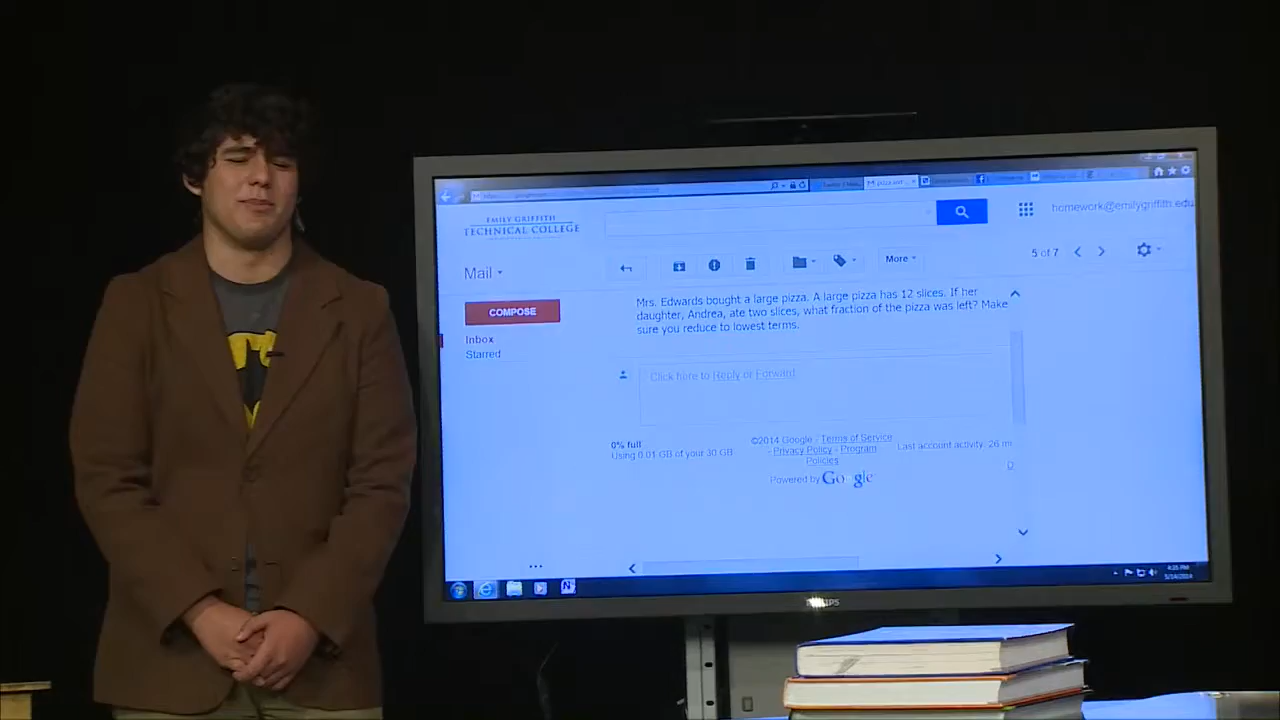 EMILY GRIFFITH
TECHNICAL COLLEGE
homework@emilygriffith.edu
Mail
More
5 of 7
COMPOSE
Inbox
Starred
Mrs. Edwards bought a large pizza. A large pizza has 12 slices. If her
daughter, Andrea, ate two slices, what fraction of the pizza was left? Make
sure you reduce to lowest terms.
Click here to Reply or Forward
0% full
Using 0.01 GB of your 30 GB
©2014 Google - Terms of Service
- Privacy Policy - Program
Policies
Powered by Google
Last account activity: 26 m
D
4:25 PM
PHILIPS